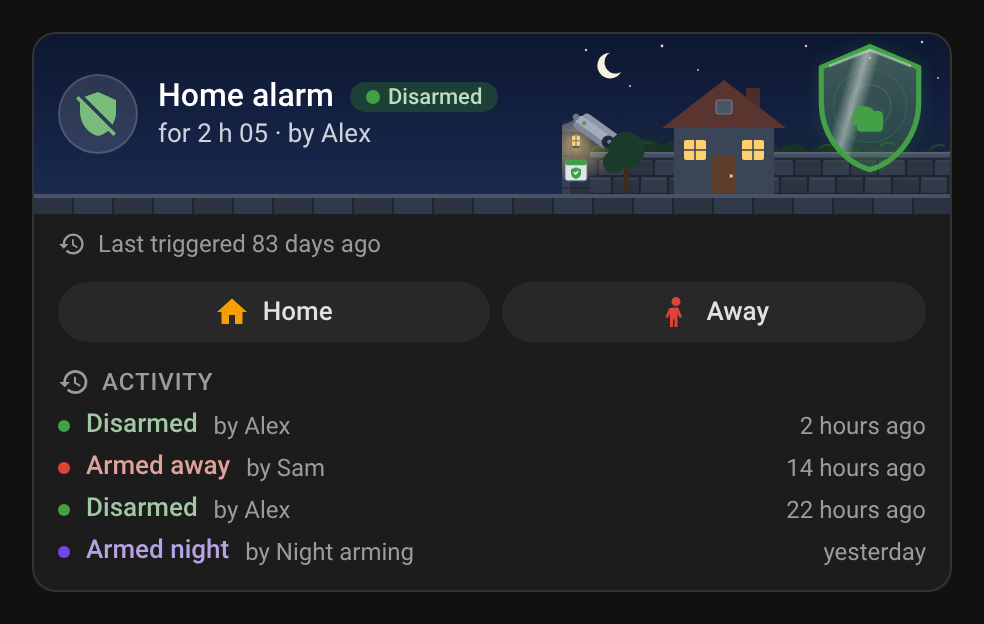 Home alarm Disarmed
for 2 h 05 · by Alex
Last triggered 83 days ago
Home Away
ACTIVITY
Disarmed by Alex 2 hours ago
Armed away by Sam 14 hours ago
Disarmed by Alex 22 hours ago
Armed night by Night arming yesterday